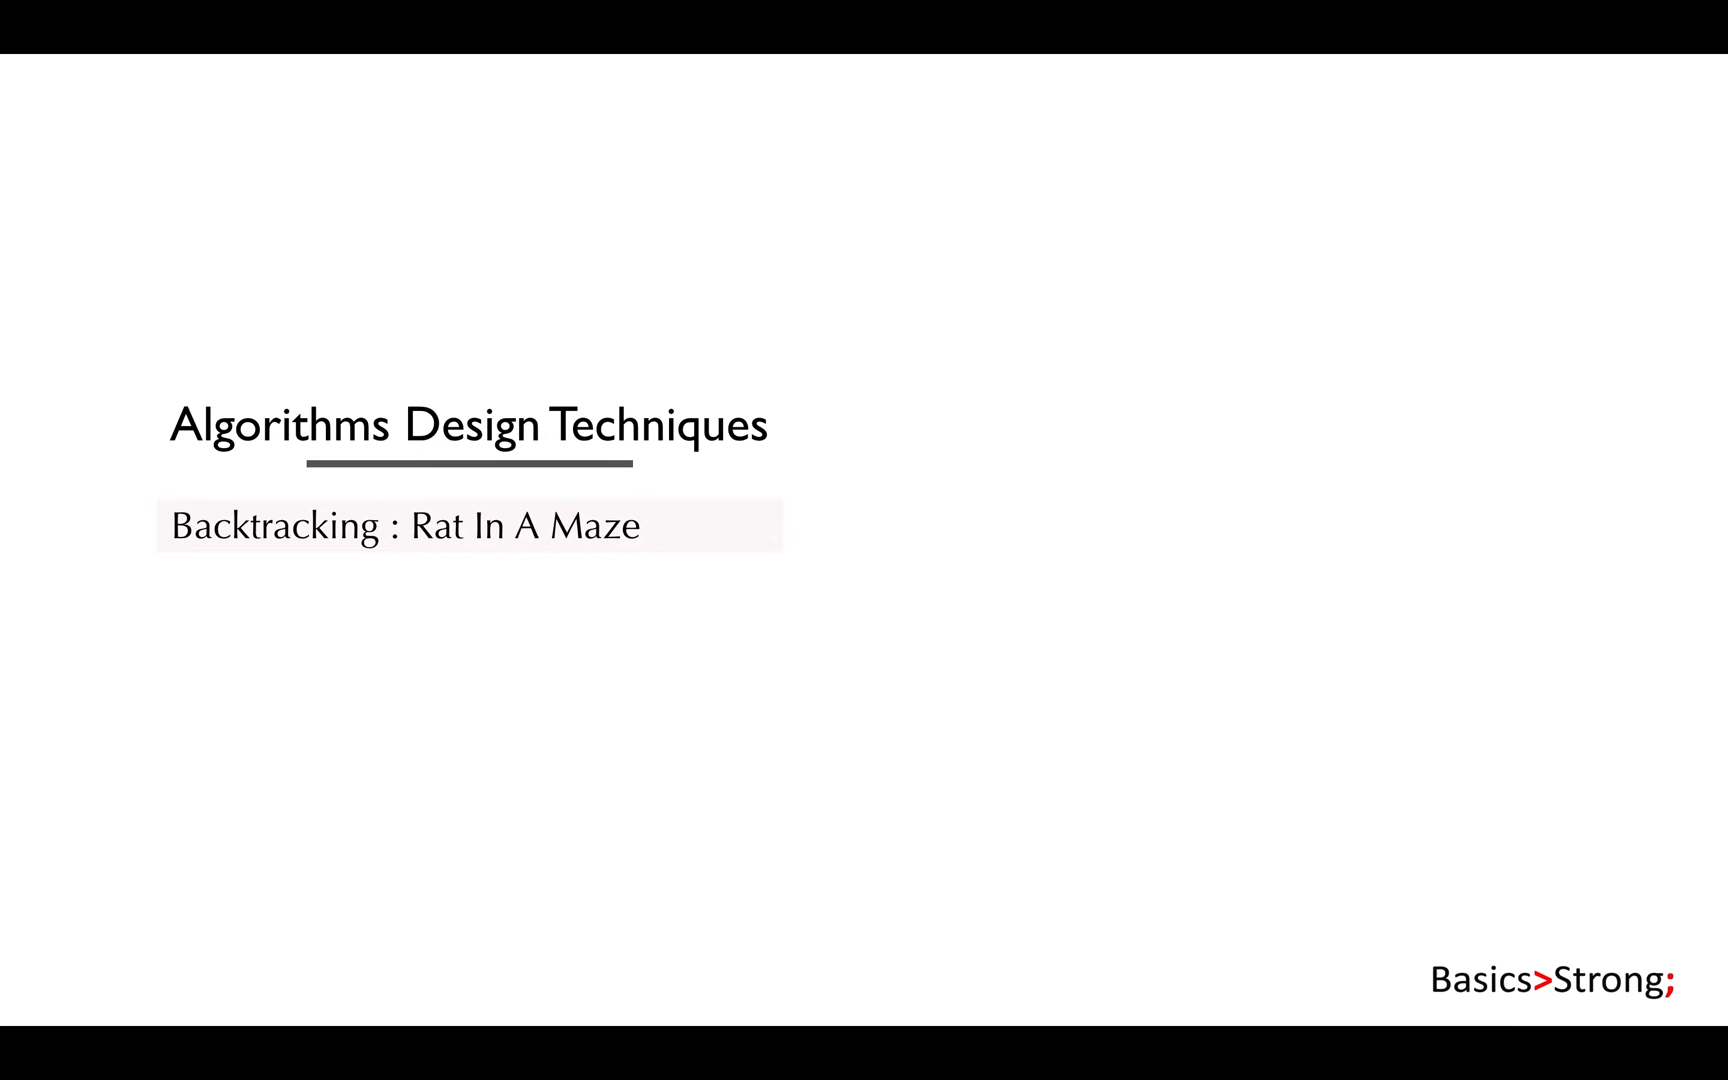 Algorithms Design Techniques
Backtracking : Rat In A Maze
Basics>Strong;